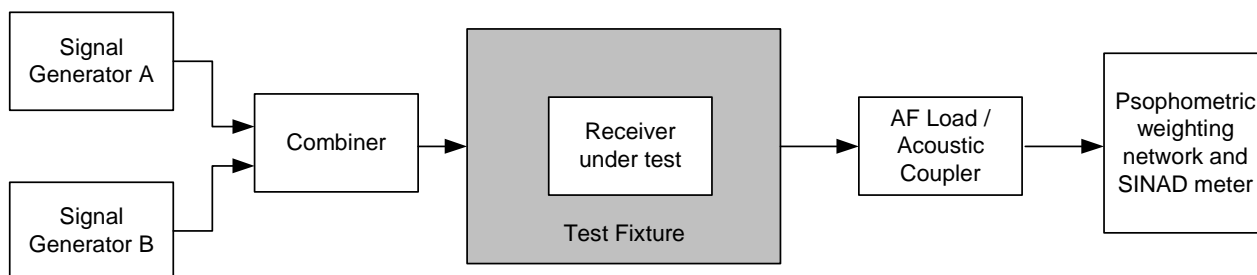 Signal
Generator A
Signal
Generator B
Combiner
Receiver
under test
Test Fixture
AF Load /
Acoustic
Coupler
Psophometric
weighting
network and
SINAD meter